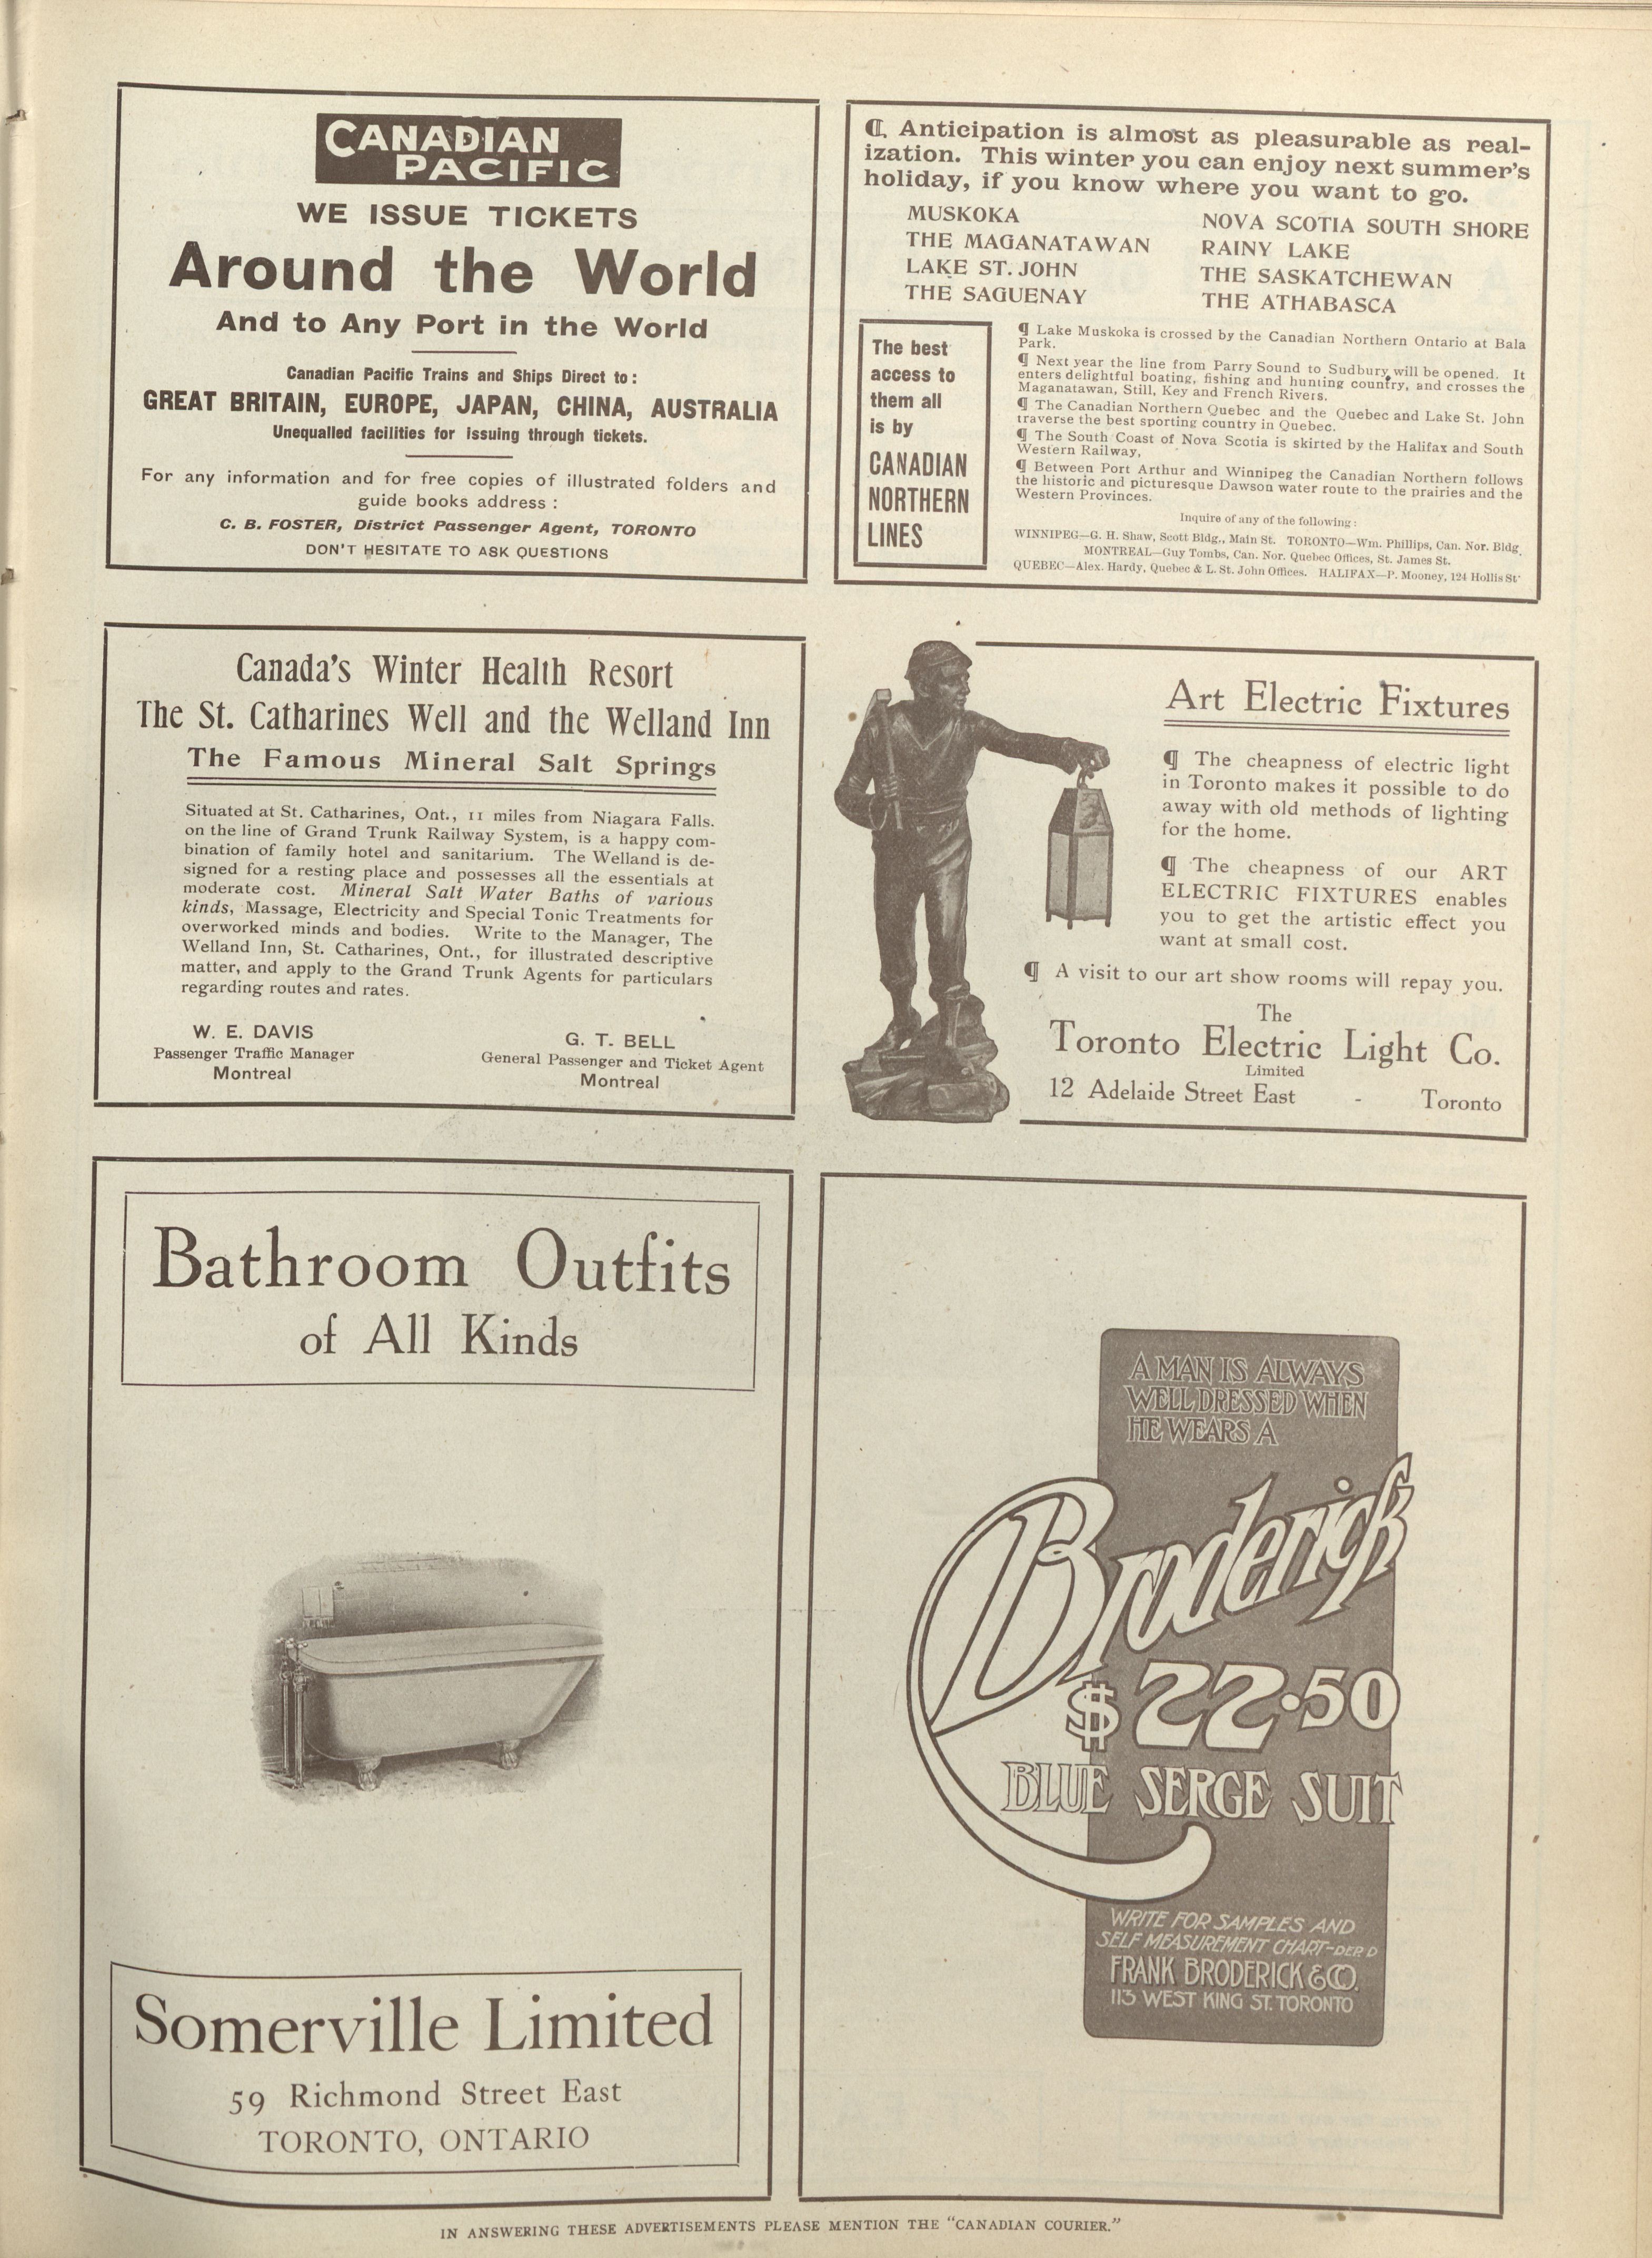 CANADIAN
PACIFIC
WE ISSUE TICKETS
Around the World
And to Any Port in the World
Canadian Pacific Trains and Ships Direct to:
GREAT BRITAIN, EUROPE, JAPAN, CHINA, AUSTRALIA
Unequalled facilities for issuing through tickets.
For any information and for free copies of illustrated folders and
guide books address:
C. B. FOSTER, District Passenger Agent, TORONTO
DON'T HESITATE TO ASK QUESTIONS
¶ Anticipation is almost as pleasurable as real-
ization. This winter you can enjoy next summer's
holiday, if you know where you want to go.
MUSKOKA
THE MAGANATAWAN
LAKE ST. JOHN
THE SAGUENAY
NOVA SCOTIA SOUTH SHORE
RAINY LAKE
THE SASKATCHEWAN
THE ATHABASCA
The best
access to
them all
is by
CANADIAN
NORTHERN
LINES
¶ Lake Muskoka is crossed by the Canadian Northern Ontario at Bala
Park.
¶ Next year the line from Parry Sound to Sudbury will be opened. It
enters delightful boating, fishing and hunting country, and crosses the
Maganatawan, Still, Key and French Rivers.
¶ The Canadian Northern Quebec and the Quebec and Lake St. John
traverse the best sporting country in Quebec.
¶ The South Coast of Nova Scotia is skirted by the Halifax and South
Western Railway,
¶ Between Port Arthur and Winnipeg the Canadian Northern follows
the historic and picturesque Dawson water route to the prairies and the
Western Provinces.
Inquire of any of the following:
WINNIPEG—G. H. Shaw, Scott Bldg., Main St. TORONTO—Wm. Phillips, Can. Nor. Bldg.
MONTREAL—Guy Tombs, Can. Nor. Quebec Offices, St. James St.
QUEBEC—Alex. Hardy, Quebec & L. St. John Offices. HALIFAX—P. Mooney, 124 Hollis St.
Canada's Winter Health Resort
The St. Catharines Well and the Welland Inn
The Famous Mineral Salt Springs
Situated at St. Catharines, Ont., 11 miles from Niagara Falls.
on the line of Grand Trunk Railway System, is a happy com-
bination of family hotel and sanitarium. The Welland is de-
signed for a resting place and possesses all the essentials at
moderate cost. Mineral Salt Water Baths of various
kinds, Massage, Electricity and Special Tonic Treatments for
overworked minds and bodies. Write to the Manager, The
Welland Inn, St. Catharines, Ont., for illustrated descriptive
matter, and apply to the Grand Trunk Agents for particulars
regarding routes and rates.
W. E. DAVIS
Passenger Traffic Manager
Montreal
G. T. BELL
General Passenger and Ticket Agent
Montreal
Art Electric Fixtures
¶ The cheapness of electric light
in Toronto makes it possible to do
away with old methods of lighting
for the home.
¶ The cheapness of our ART
ELECTRIC FIXTURES enables
you to get the artistic effect you
want at small cost.
¶ A visit to our art show rooms will repay you.
The
Toronto Electric Light Co.
Limited
12 Adelaide Street East - Toronto
Bathroom Outfits
of All Kinds
Somerville Limited
59 Richmond Street East
TORONTO, ONTARIO
A MAN IS ALWAYS
WELL DRESSED WHEN
HE WEARS A
Broderick
$22.50
BLUE SERGE SUIT
WRITE FOR SAMPLES AND
SELF MEASUREMENT CHART-DEP D
FRANK BRODERICK & CO.
113 WEST KING ST. TORONTO
IN ANSWERING THESE ADVERTISEMENTS PLEASE MENTION THE "CANADIAN COURIER."